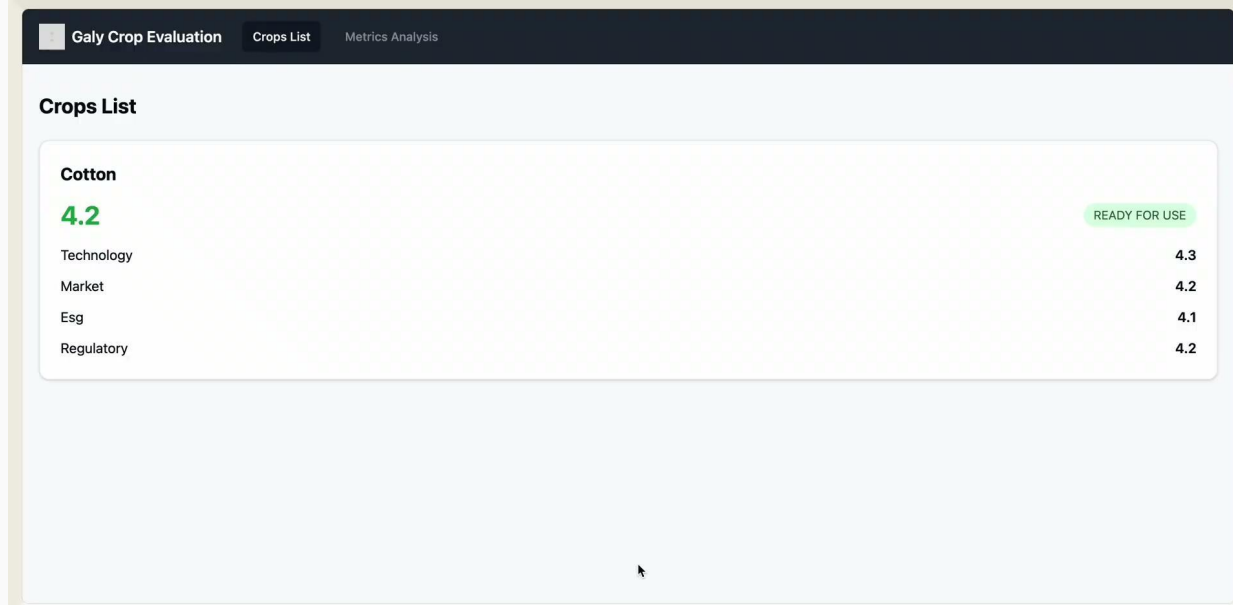 Galy Crop Evaluation Crops List Metrics Analysis
Crops List
Cotton
4.2 READY FOR USE
Technology 4.3
Market 4.2
Esg 4.1
Regulatory 4.2